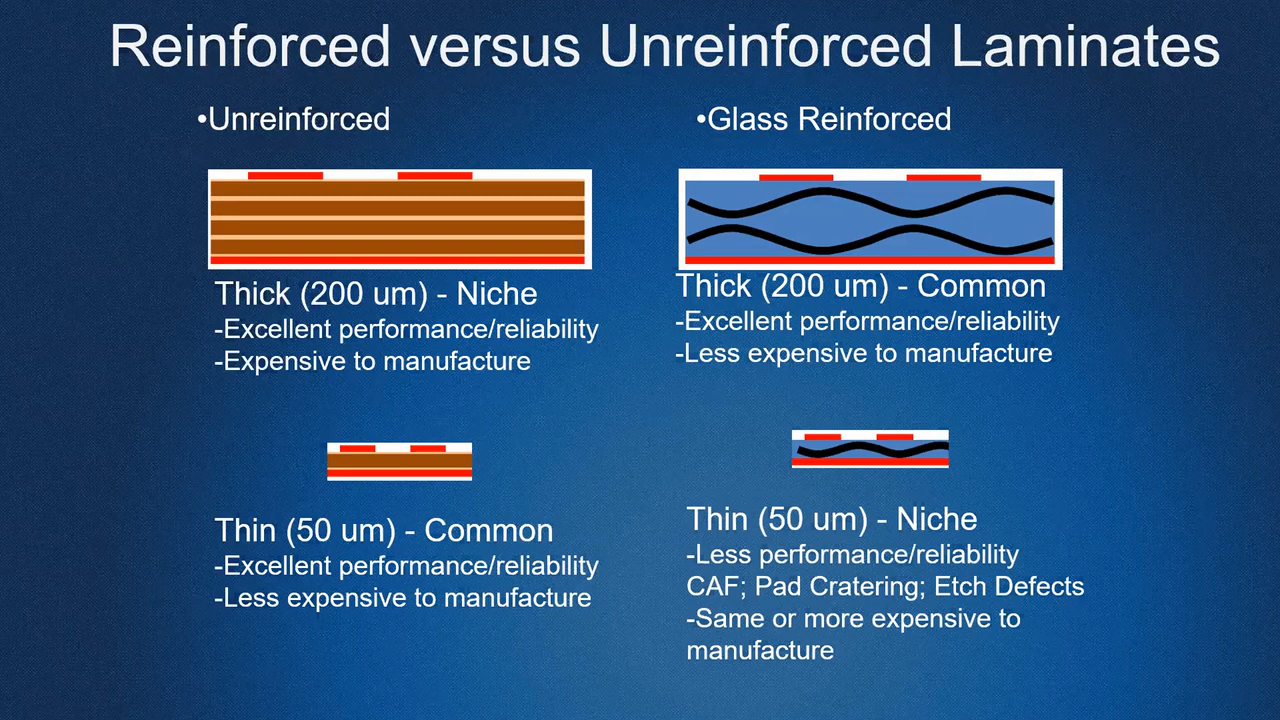 Reinforced versus Unreinforced Laminates
•Unreinforced
Thick (200 um) - Niche
-Excellent performance/reliability
-Expensive to manufacture
Thin (50 um) - Common
-Excellent performance/reliability
-Less expensive to manufacture
•Glass Reinforced
Thick (200 um) - Common
-Excellent performance/reliability
-Less expensive to manufacture
Thin (50 um) - Niche
-Less performance/reliability
CAF; Pad Cratering; Etch Defects
-Same or more expensive to
manufacture